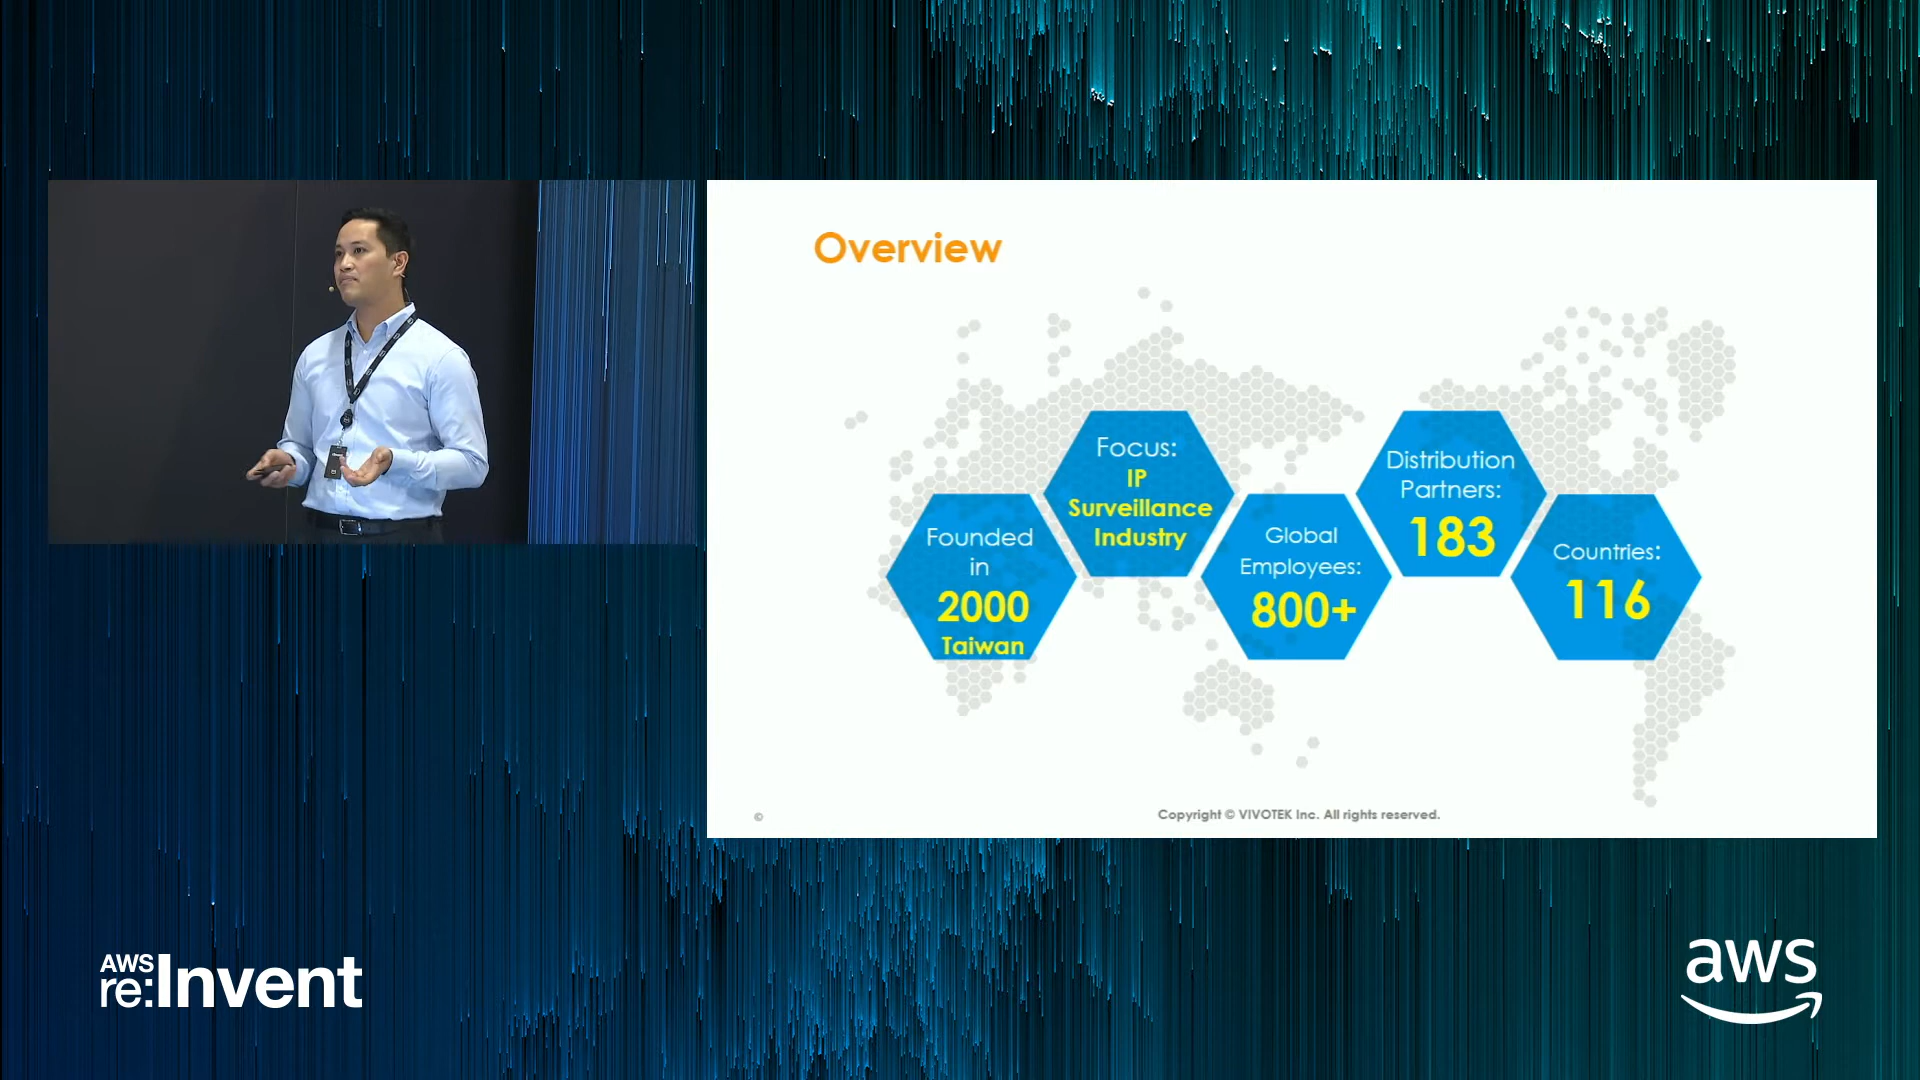 Overview
Founded
in
2000
Taiwan
Focus:
IP
Surveillance
Industry
Global
Employees:
800+
Distribution
Partners:
183
Countries:
116
©
Copyright © VIVOTEK Inc. All rights reserved.
AWS
re:Invent
aws